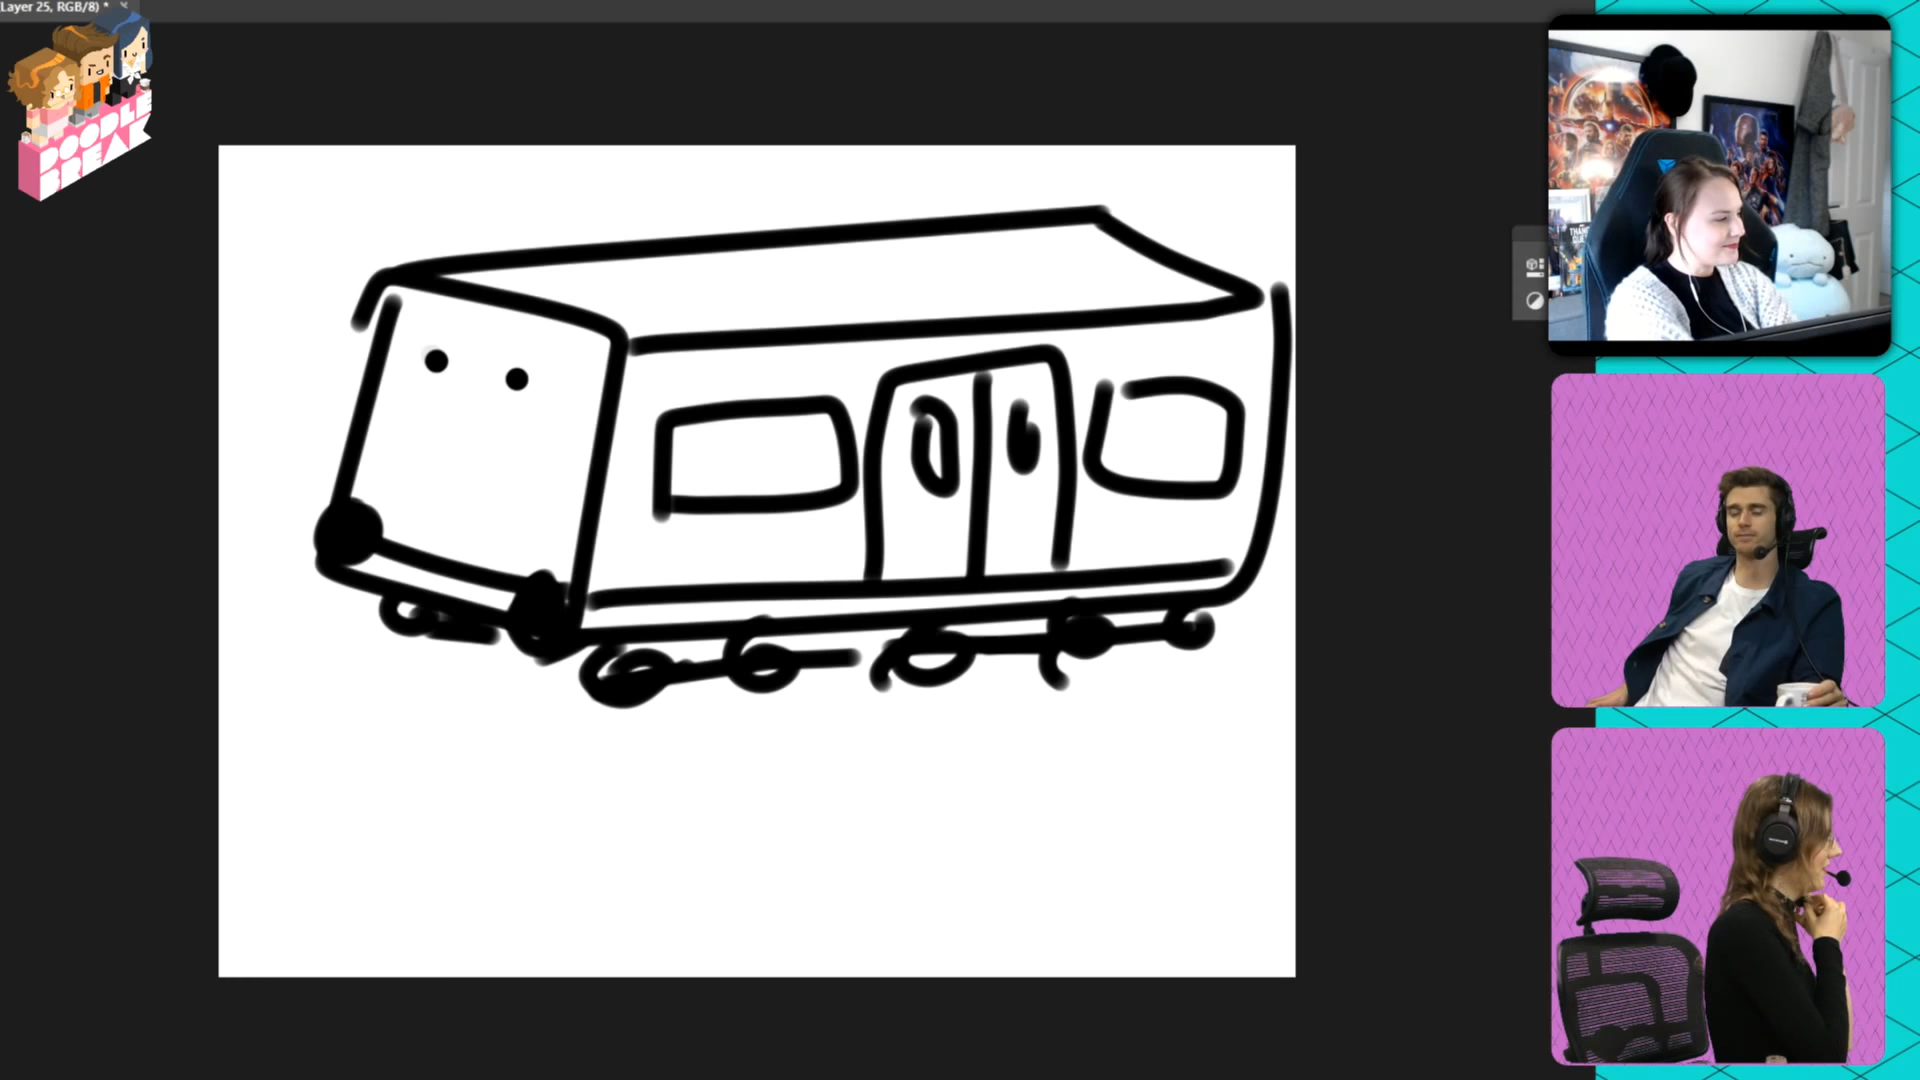 Layer 25, RGB/8) *
DOODLE
BREAK